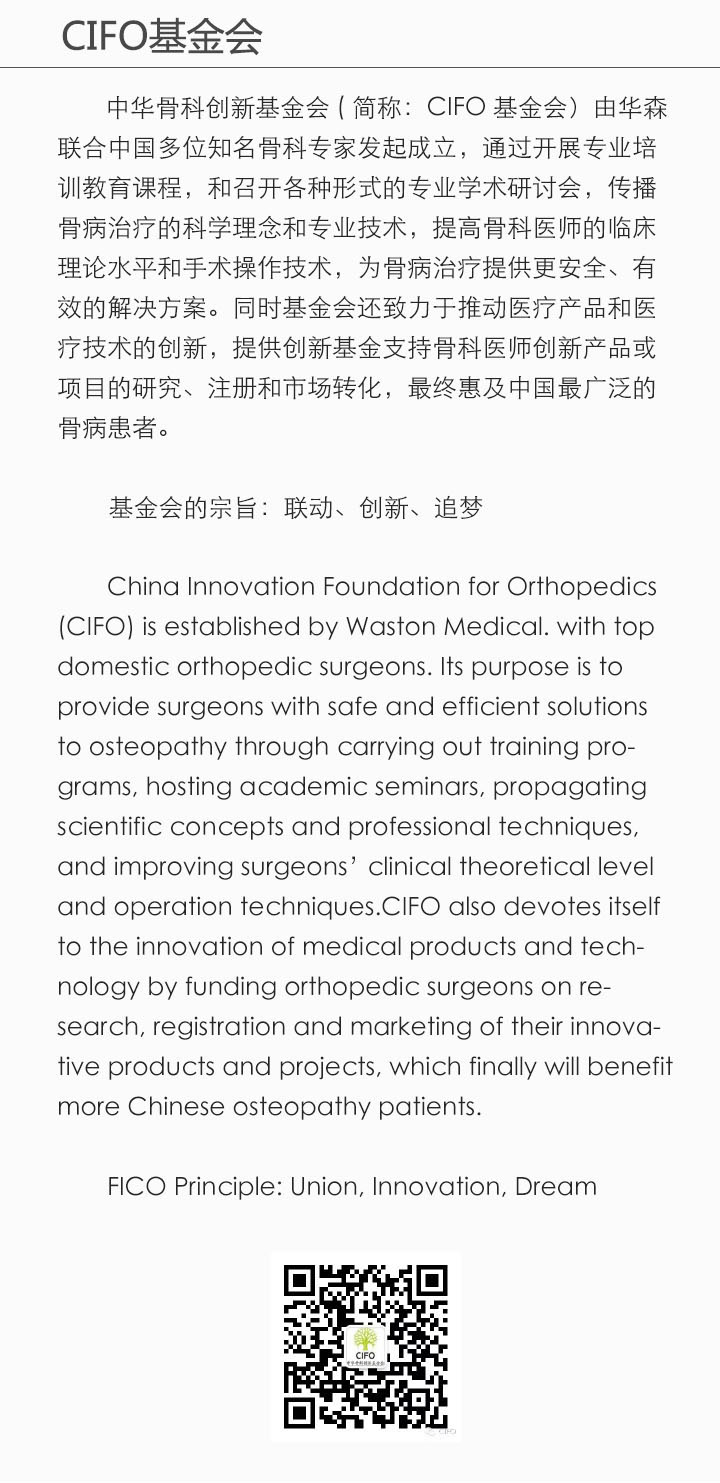 CIFO基金会
中华骨科创新基金会 ( 简称：CIFO 基金会）由华森
联合中国多位知名骨科专家发起成立，通过开展专业培
训教育课程，和召开各种形式的专业学术研讨会，传播
骨病治疗的科学理念和专业技术，提高骨科医师的临床
理论水平和手术操作技术，为骨病治疗提供更安全、有
效的解决方案。同时基金会还致力于推动医疗产品和医
疗技术的创新，提供创新基金支持骨科医师创新产品或
项目的研究、注册和市场转化，最终惠及中国最广泛的
骨病患者。
基金会的宗旨：联动、创新、追梦
China Innovation Foundation for Orthopedics
(CIFO) is established by Waston Medical. with top
domestic orthopedic surgeons. Its purpose is to
provide surgeons with safe and efficient solutions
to osteopathy through carrying out training pro-
grams, hosting academic seminars, propagating
scientific concepts and professional techniques,
and improving surgeons’ clinical theoretical level
and operation techniques.CIFO also devotes itself
to the innovation of medical products and tech-
nology by funding orthopedic surgeons on re-
search, registration and marketing of their innova-
tive products and projects, which finally will benefit
more Chinese osteopathy patients.
FICO Principle: Union, Innovation, Dream
CIFO
CIFO